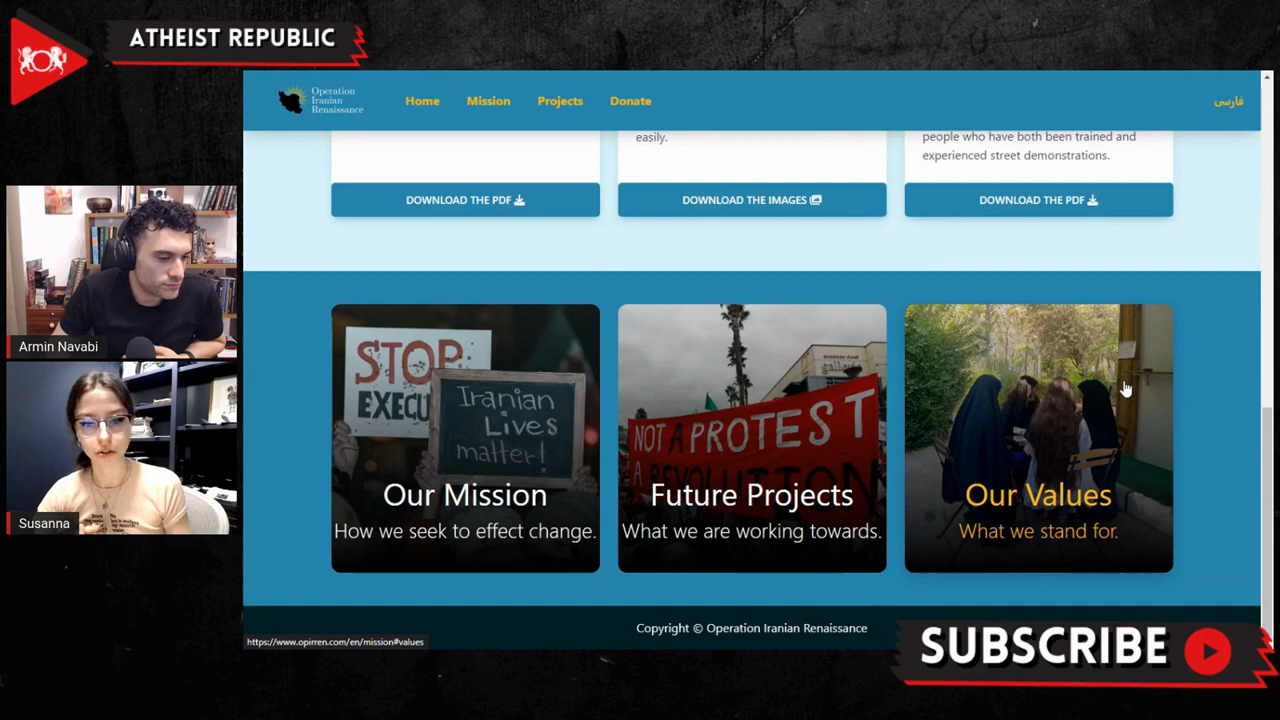 ATHEIST REPUBLIC
Operation
Iranian
Renaissance
Home
Mission
Projects
Donate
فارسی
easily.
people who have both been trained and
experienced street demonstrations.
DOWNLOAD THE PDF
DOWNLOAD THE IMAGES
DOWNLOAD THE PDF
Armin Navabi
Susanna
STOP
EXECU
Iranian
Lives
matter!
Our Mission
How we seek to effect change.
NOT A PROTEST
A REVOLUTION
Future Projects
What we are working towards.
Our Values
What we stand for.
https://www.opirren.com/en/mission#values
Copyright © Operation Iranian Renaissance
SUBSCRIBE